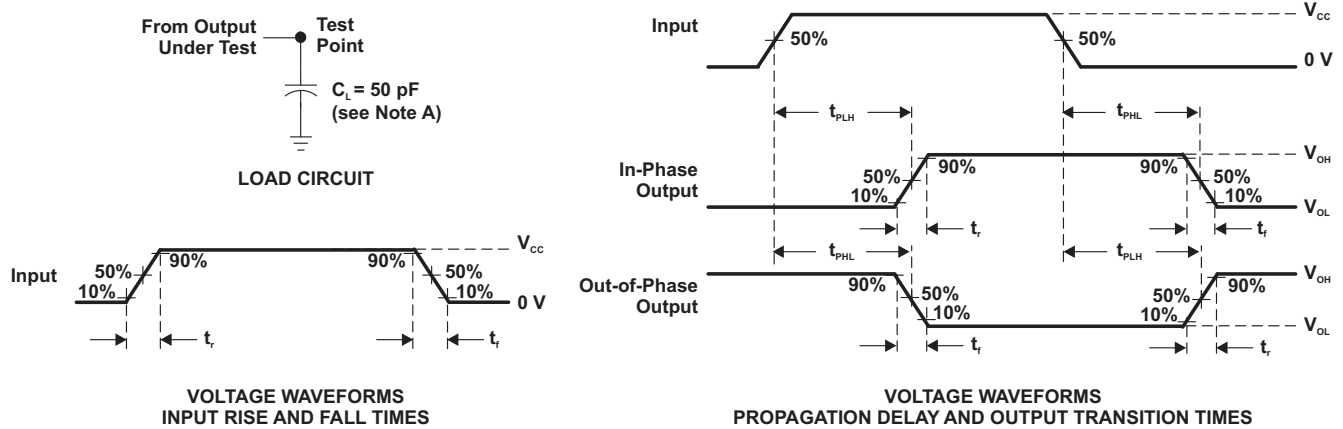 From Output
Under Test
Test
Point
C_L = 50 pF
(see Note A)
LOAD CIRCUIT
Input
V_CC
50%
90%
90%
50%
10%
10%
0 V
t_r
t_f
VOLTAGE WAVEFORMS
INPUT RISE AND FALL TIMES
Input
V_CC
50%
50%
0 V
t_PLH
t_PHL
In-Phase
Output
V_OH
90%
90%
50%
50%
10%
10%
V_OL
t_r
t_f
t_PHL
t_PLH
Out-of-Phase
Output
V_OH
90%
90%
50%
50%
10%
10%
V_OL
t_f
t_r
VOLTAGE WAVEFORMS
PROPAGATION DELAY AND OUTPUT TRANSITION TIMES